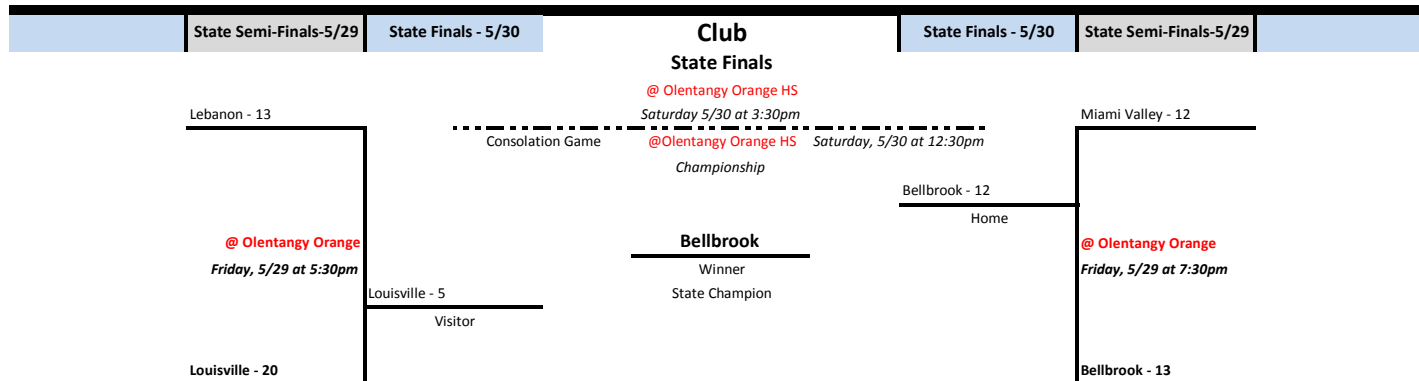 State Semi-Finals-5/29 State Finals - 5/30 Club State Finals - 5/30 State Semi-Finals-5/29
State Finals
@ Olentangy Orange HS
Lebanon - 13 Saturday 5/30 at 3:30pm Miami Valley - 12
Consolation Game @Olentangy Orange HS Saturday, 5/30 at 12:30pm
Championship
Bellbrook - 12
Home
@ Olentangy Orange Bellbrook @ Olentangy Orange
Friday, 5/29 at 5:30pm Winner Friday, 5/29 at 7:30pm
Louisville - 5 State Champion
Visitor
Louisville - 20 Bellbrook - 13